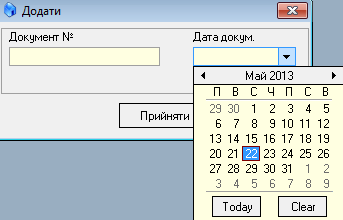 Додати
Документ №
Дата докум.
Прийняти
Май 2013
П В С Ч П С В
29 30 1 2 3 4 5
6 7 8 9 10 11 12
13 14 15 16 17 18 19
20 21 22 23 24 25 26
27 28 29 30 31 1 2
3 4 5 6 7 8 9
Today Clear